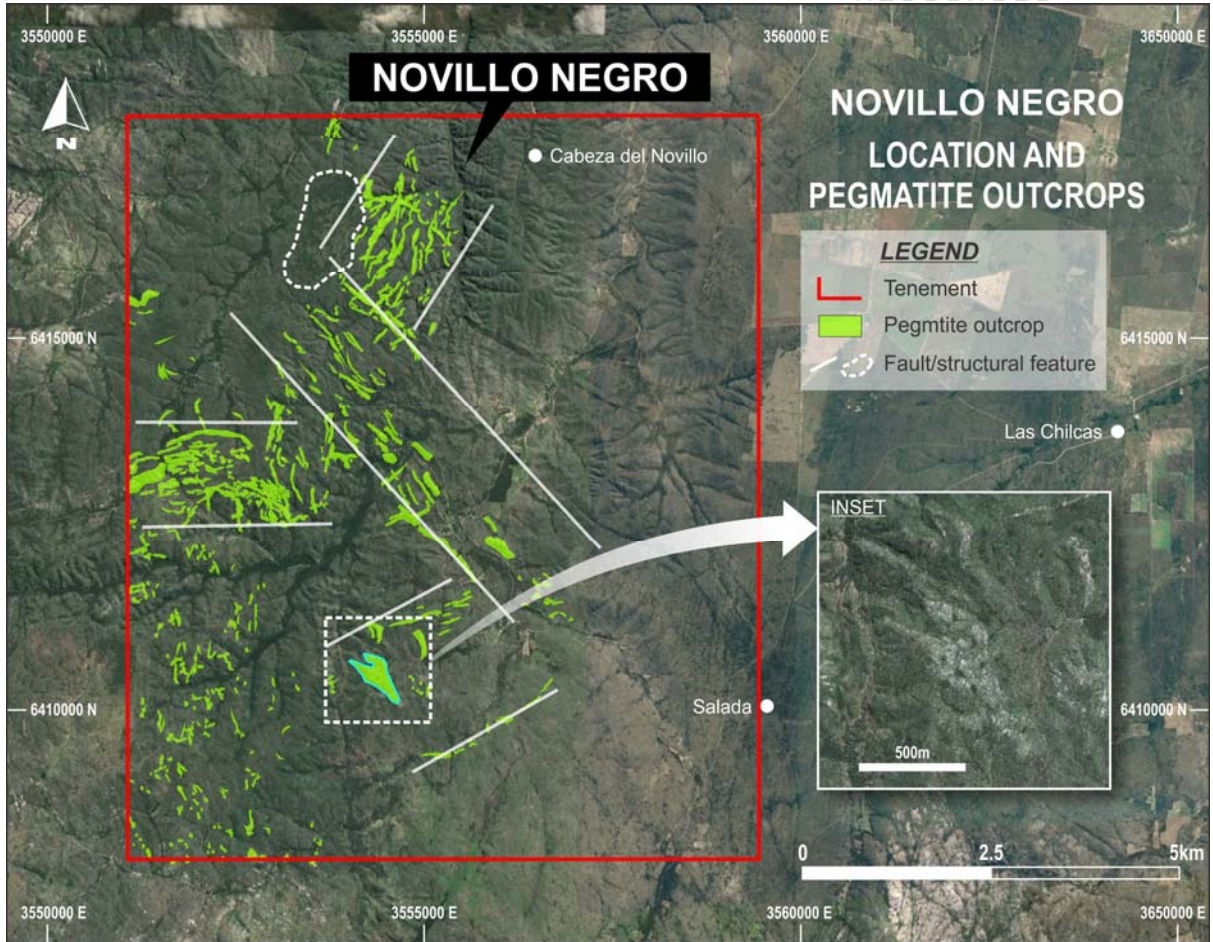 3550000 E
3555000 E
3560000 E
3650000 E
NOVILLO NEGRO
N
Cabeza del Novillo
NOVILLO NEGRO
LOCATION AND
PEGMATITE OUTCROPS
LEGEND
Tenement
Pegmtite outcrop
Fault/structural feature
6415000 N
6415000 N
Las Chilcas
INSET
500m
Salada
6410000 N
6410000 N
0
2.5
5km
3550000 E
3555000 E
3560000 E
3650000 E